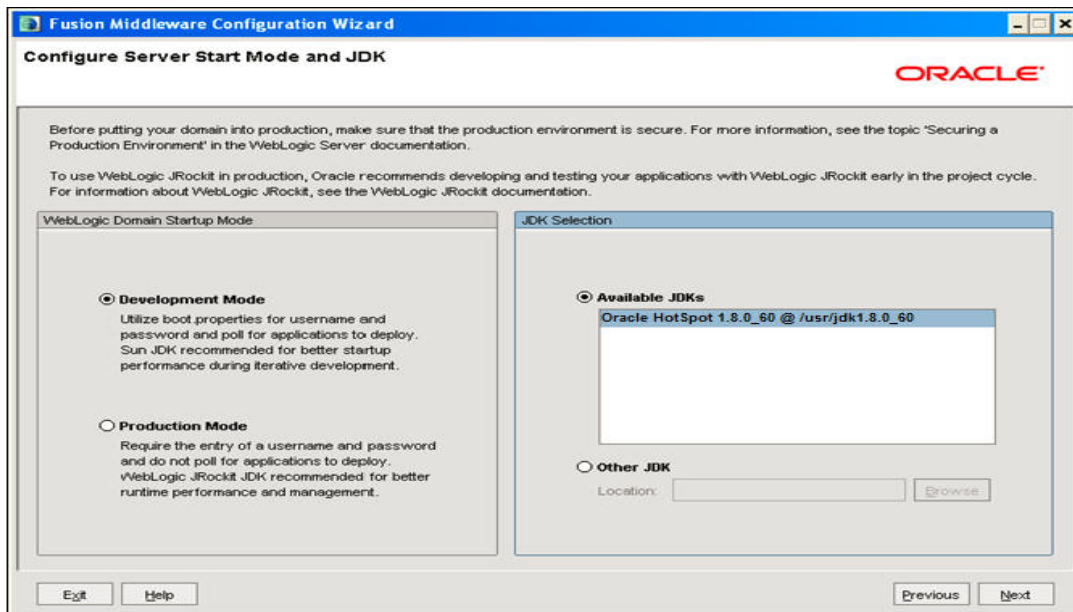 Fusion Middleware Configuration Wizard
Configure Server Start Mode and JDK
ORACLE
Before putting your domain into production, make sure that the production environment is secure. For more information, see the topic 'Securing a
Production Environment' in the WebLogic Server documentation.
To use WebLogic JRockit in production, Oracle recommends developing and testing your applications with WebLogic JRockit early in the project cycle.
For information about WebLogic JRockit, see the WebLogic JRockit documentation.
WebLogic Domain Startup Mode
Development Mode
Utilize boot.properties for username and
password and poll for applications to deploy.
Sun JDK recommended for better startup
performance during iterative development.
Production Mode
Require the entry of a username and password
and do not poll for applications to deploy.
WebLogic JRockit JDK recommended for better
runtime performance and management.
JDK Selection
Available JDKs
Oracle HotSpot 1.8.0_60 @ /usr/jdk1.8.0_60
Other JDK
Location:
Browse
Exit
Help
Previous
Next